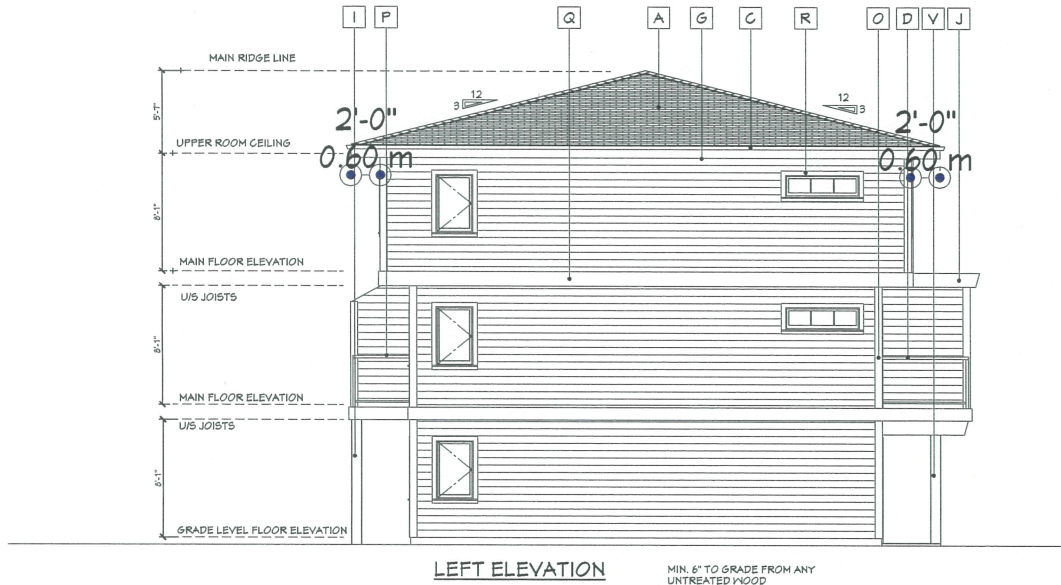 I P Q A G C R O D V J
MAIN RIDGE LINE
12
3
12
3
5'-7"
2'-0"
2'-0"
UPPER ROOM CEILING
0.60 m
0.60 m
8'-1"
MAIN FLOOR ELEVATION
U/S JOISTS
8'-1"
MAIN FLOOR ELEVATION
U/S JOISTS
8'-1"
GRADE LEVEL FLOOR ELEVATION
LEFT ELEVATION
MIN. 6" TO GRADE FROM ANY
UNTREATED WOOD